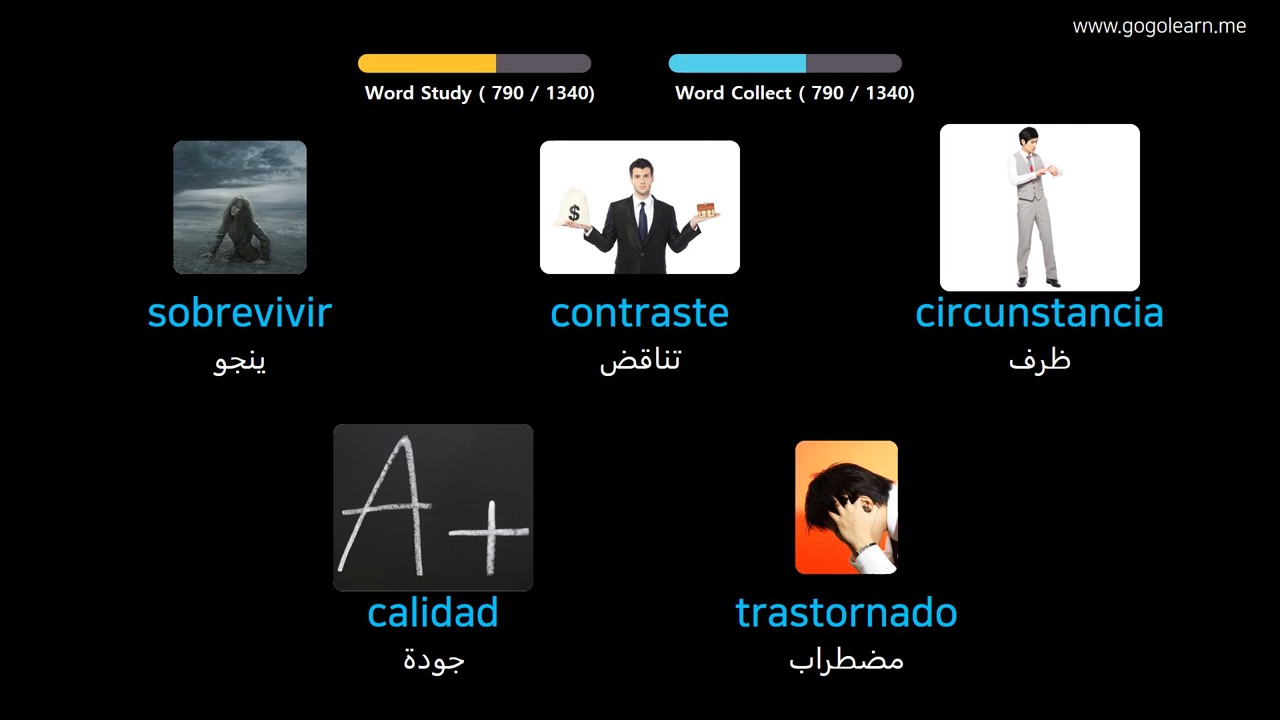 www.gogolearn.me
Word Study ( 790 / 1340)
Word Collect ( 790 / 1340)
$
sobrevivir
ينجو
contraste
تناقض
circunstancia
ظرف
A+
calidad
جودة
trastornado
مضطراب